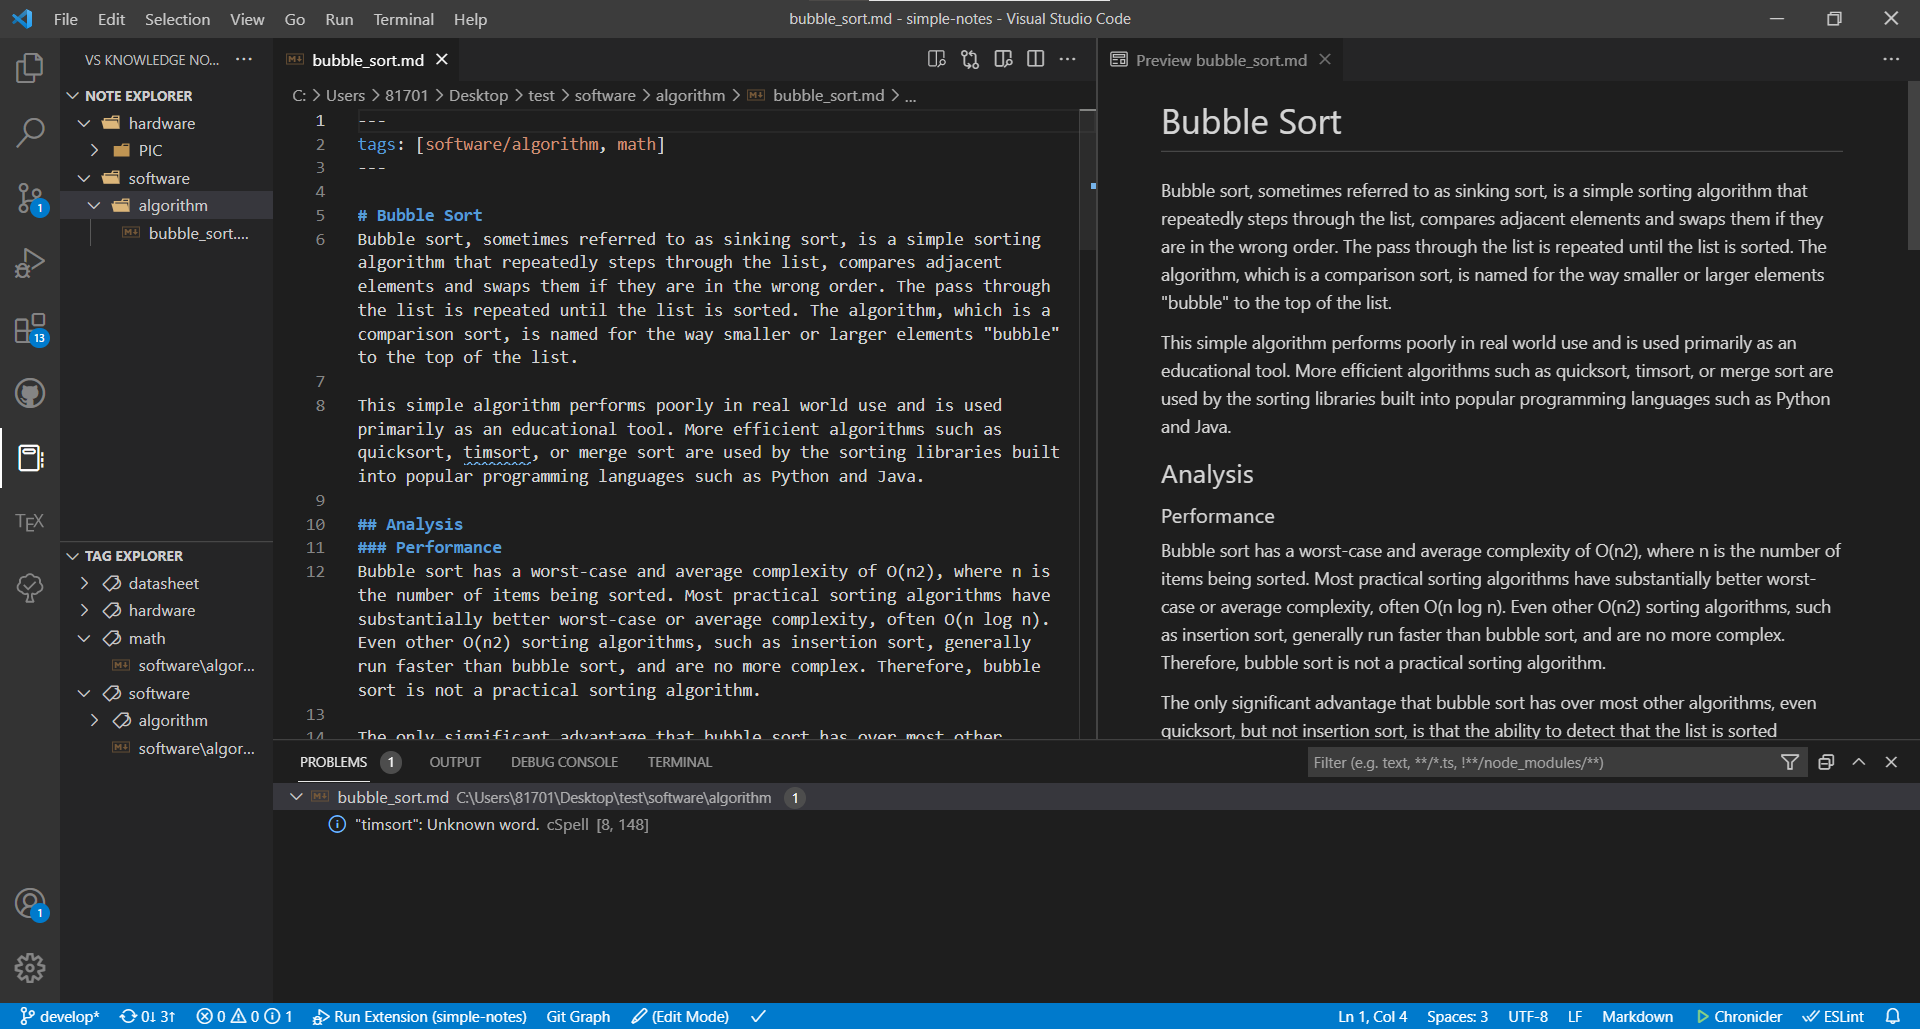 File Edit Selection View Go Run Terminal Help
bubble_sort.md - simple-notes - Visual Studio Code
VS KNOWLEDGE NO... ...
NOTE EXPLORER
hardware
PIC
software
algorithm
bubble_sort....
TAG EXPLORER
datasheet
hardware
math
software\algor...
software
algorithm
software\algor...
1
13
TEX
1
bubble_sort.md
C: > Users > 81701 > Desktop > test > software > algorithm > bubble_sort.md > ...
1 ---
2 tags: [software/algorithm, math]
3 ---
4
5 # Bubble Sort
6 Bubble sort, sometimes referred to as sinking sort, is a simple sorting
algorithm that repeatedly steps through the list, compares adjacent
elements and swaps them if they are in the wrong order. The pass through
the list is repeated until the list is sorted. The algorithm, which is a
comparison sort, is named for the way smaller or larger elements "bubble"
to the top of the list.
7
8 This simple algorithm performs poorly in real world use and is used
primarily as an educational tool. More efficient algorithms such as
quicksort, timsort, or merge sort are used by the sorting libraries built
into popular programming languages such as Python and Java.
9
10 ## Analysis
11 ### Performance
12 Bubble sort has a worst-case and average complexity of O(n2), where n is
the number of items being sorted. Most practical sorting algorithms have
substantially better worst-case or average complexity, often O(n log n).
Even other O(n2) sorting algorithms, such as insertion sort, generally
run faster than bubble sort, and are no more complex. Therefore, bubble
sort is not a practical sorting algorithm.
13
14 The only significant advantage that bubble sort has over most other
Preview bubble_sort.md
Bubble Sort
Bubble sort, sometimes referred to as sinking sort, is a simple sorting algorithm that
repeatedly steps through the list, compares adjacent elements and swaps them if they
are in the wrong order. The pass through the list is repeated until the list is sorted. The
algorithm, which is a comparison sort, is named for the way smaller or larger elements
"bubble" to the top of the list.
This simple algorithm performs poorly in real world use and is used primarily as an
educational tool. More efficient algorithms such as quicksort, timsort, or merge sort are
used by the sorting libraries built into popular programming languages such as Python
and Java.
Analysis
Performance
Bubble sort has a worst-case and average complexity of O(n2), where n is the number of
items being sorted. Most practical sorting algorithms have substantially better worst-
case or average complexity, often O(n log n). Even other O(n2) sorting algorithms, such
as insertion sort, generally run faster than bubble sort, and are no more complex.
Therefore, bubble sort is not a practical sorting algorithm.
The only significant advantage that bubble sort has over most other algorithms, even
quicksort, but not insertion sort, is that the ability to detect that the list is sorted
PROBLEMS 1 OUTPUT DEBUG CONSOLE TERMINAL
Filter (e.g. text, **/*.ts, !**/node_modules/**)
bubble_sort.md C:\Users\81701\Desktop\test\software\algorithm 1
"timsort": Unknown word. cSpell [8, 148]
develop* 0↓ 3↑ 0 0 1 Run Extension (simple-notes) Git Graph (Edit Mode)
Ln 1, Col 4 Spaces: 3 UTF-8 LF Markdown Chronicler ESLint